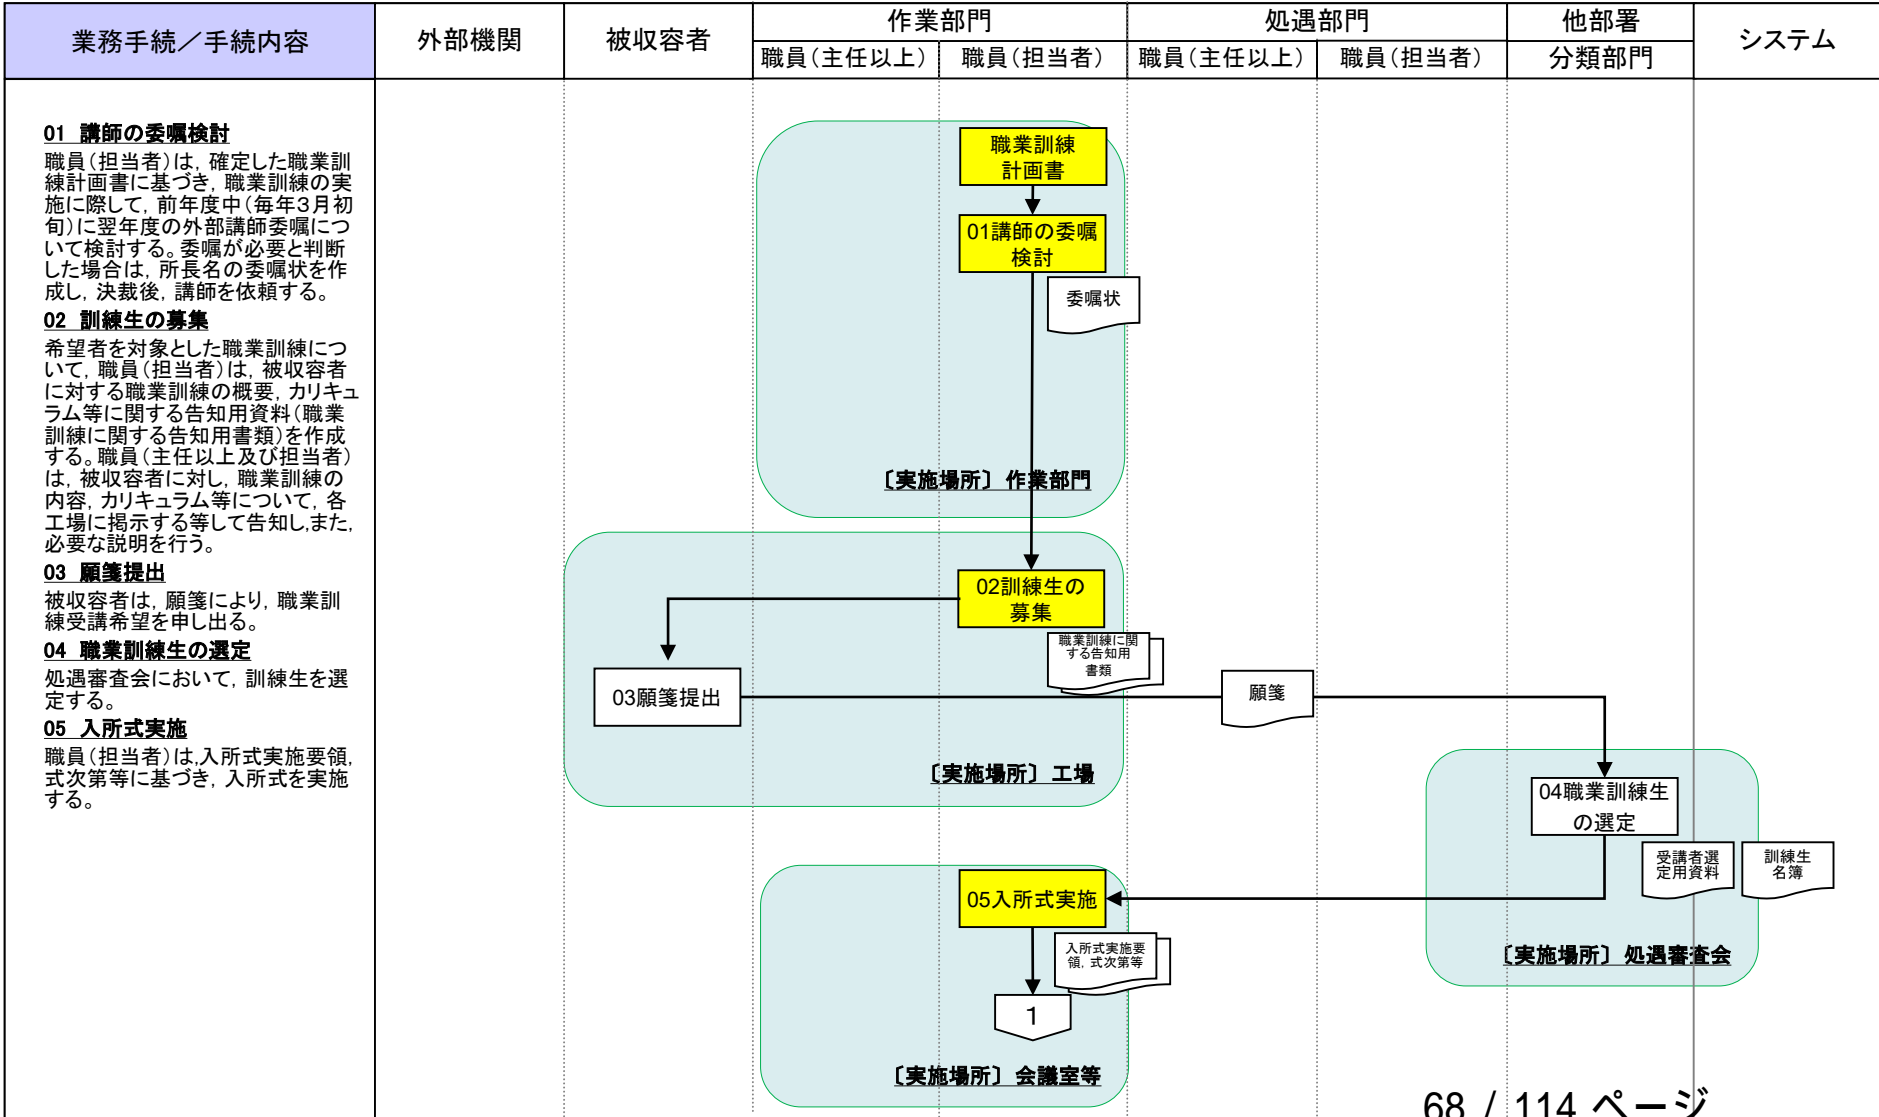 業務手続／手続内容
外部機関
被収容者
作業部門
処遇部門
他部署
システム
職員（主任以上）
職員（担当者）
職員（主任以上）
職員（担当者）
分類部門
01 講師の委嘱検討
職員（担当者）は，確定した職業訓
練計画書に基づき，職業訓練の実
施に際して，前年度中（毎年3月初
旬）に翌年度の外部講師委嘱につ
いて検討する。委嘱が必要と判断
した場合は，所長名の委嘱状を作
成し，決裁後，講師を依頼する。
02 訓練生の募集
希望者を対象とした職業訓練につ
いて，職員（担当者）は，被収容者
に対する職業訓練の概要，カリキュ
ラム等に関する告知用資料（職業
訓練に関する告知用書類）を作成
する。職員（主任以上及び担当者）
は，被収容者に対し，職業訓練の
内容，カリキュラム等について，各
工場に掲示する等して告知し，また，
必要な説明を行う。
03 願箋提出
被収容者は，願箋により，職業訓
練受講希望を申し出る。
04 職業訓練生の選定
処遇審査会において，訓練生を選
定する。
05 入所式実施
職員（担当者）は，入所式実施要領，
式次第等に基づき，入所式を実施
する。
職業訓練
計画書
01講師の委嘱
検討
委嘱状
〔実施場所〕作業部門
02訓練生の
募集
職業訓練に関
する告知用
書類
03願箋提出
願箋
〔実施場所〕工場
04職業訓練生
の選定
受講者選
定用資料
訓練生
名簿
〔実施場所〕処遇審査会
05入所式実施
入所式実施要
領，式次第等
1
〔実施場所〕会議室等
68 / 114 ページ